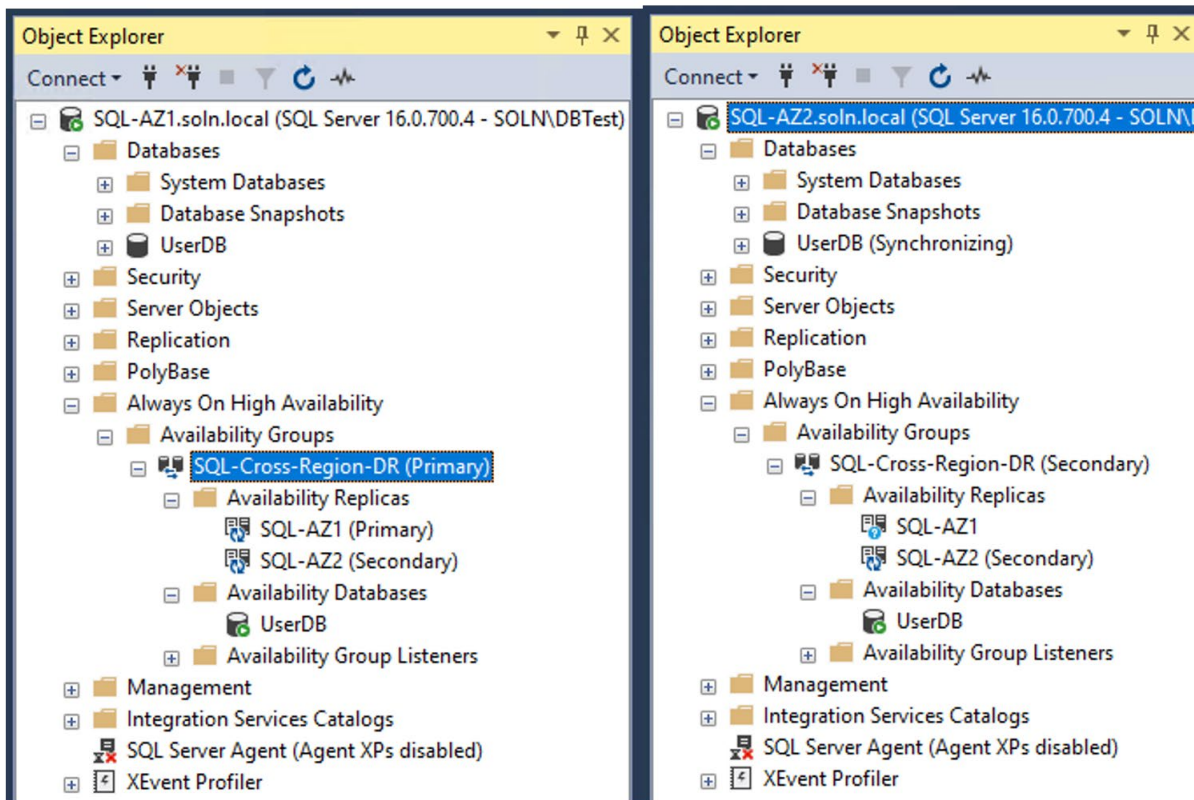 Object Explorer
Connect
SQL-AZ1.soln.local (SQL Server 16.0.700.4 - SOLN\DBTest)
Databases
System Databases
Database Snapshots
UserDB
Security
Server Objects
Replication
PolyBase
Always On High Availability
Availability Groups
SQL-Cross-Region-DR (Primary)
Availability Replicas
SQL-AZ1 (Primary)
SQL-AZ2 (Secondary)
Availability Databases
UserDB
Availability Group Listeners
Management
Integration Services Catalogs
SQL Server Agent (Agent XPs disabled)
XEvent Profiler
Object Explorer
Connect
SQL-AZ2.soln.local (SQL Server 16.0.700.4 - SOLN\
Databases
System Databases
Database Snapshots
UserDB (Synchronizing)
Security
Server Objects
Replication
PolyBase
Always On High Availability
Availability Groups
SQL-Cross-Region-DR (Secondary)
Availability Replicas
SQL-AZ1
SQL-AZ2 (Secondary)
Availability Databases
UserDB
Availability Group Listeners
Management
Integration Services Catalogs
SQL Server Agent (Agent XPs disabled)
XEvent Profiler